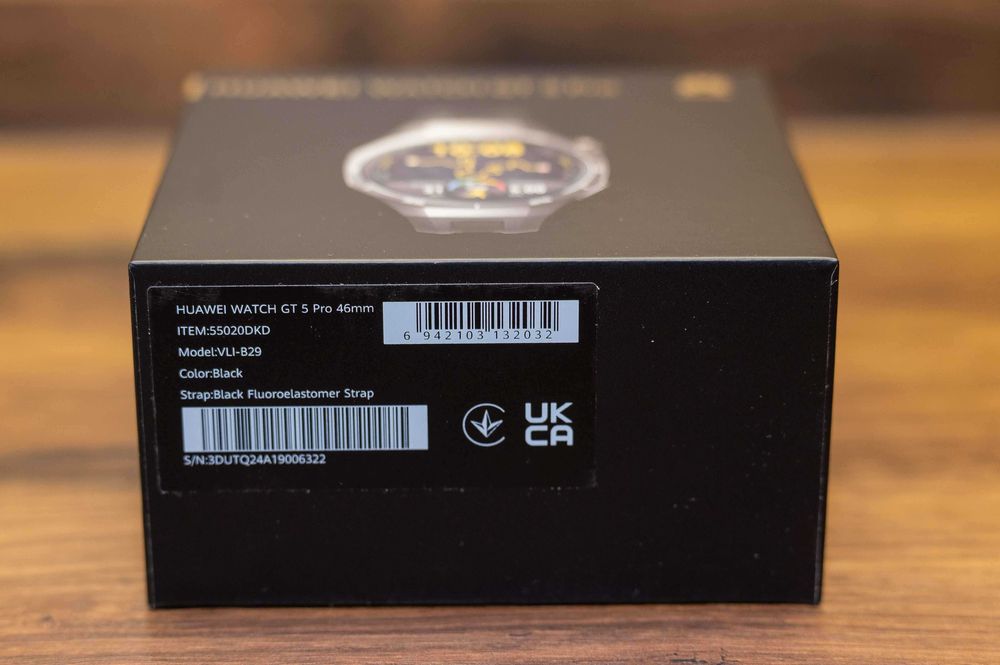 HUAWEI WATCH GT 5 Pro 46mm
ITEM:55020DKD
Model:VLI-B29
Color:Black
Strap:Black Fluoroelastomer Strap
S/N:3DUTQ24A19006322
6 942103 132032
UK
CA